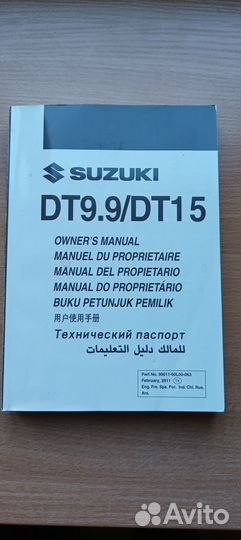 SUZUKI
DT9.9/DT15
OWNER'S MANUAL
MANUEL DU PROPRIETAIRE
MANUAL DEL PROPIETARIO
MANUAL DO PROPRIETÁRIO
BUKU PETUNJUK PEMILIK
用户使用手册
Технический паспорт
للمالك دليل التعليمات
Part No. 99011-90L30-063
February, 2011 TK
Eng. Fre. Spa. Por. Ind. Chi. Rus.
Ara.
Avito